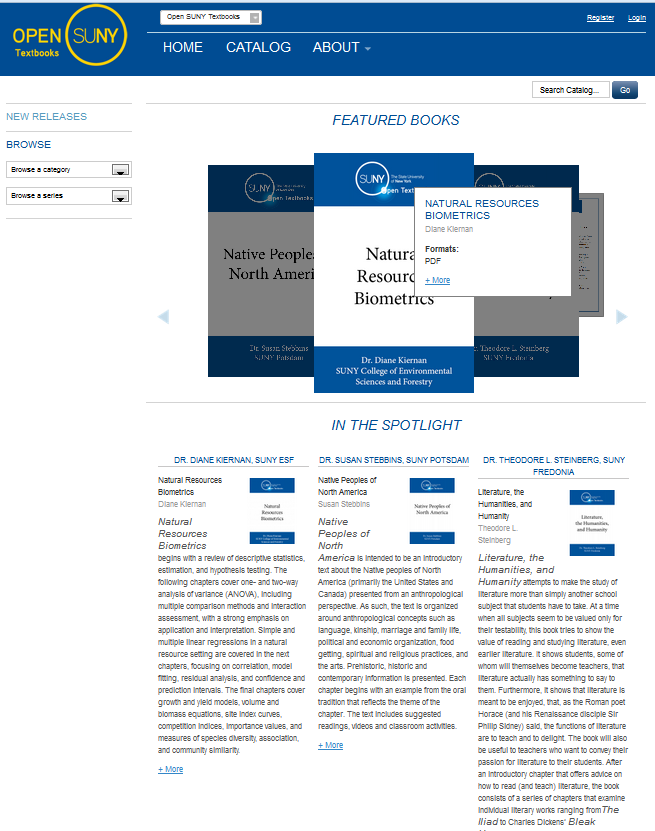 OPEN SUNY
Textbooks
Open SUNY Textbooks
Register Login
HOME CATALOG ABOUT
Search Catalog... Go
NEW RELEASES
BROWSE
Browse a category
Browse a series
FEATURED BOOKS
SUNY
Open Textbooks
Native People
North Ameri
Dr. Susan Stebbins
SUNY Potsdam
SUNY The State University
of New York
Open Text
Natura
Resourc
Biometrics
Dr. Diane Kiernan
SUNY College of Environmental
Sciences and Forestry
NATURAL RESOURCES
BIOMETRICS
Diane Kiernan
Formats:
PDF
+ More
Theodore L. Steinberg
SUNY Fredonia
IN THE SPOTLIGHT
DR. DIANE KIERNAN, SUNY ESF
Natural Resources
Biometrics
Diane Kiernan
Natural
Resources
Biometrics
Natural
Resources
Biometrics
begins with a review of descriptive statistics,
estimation, and hypothesis testing. The
following chapters cover one- and two-way
analysis of variance (ANOVA), including
multiple comparison methods and interaction
assessment, with a strong emphasis on
application and interpretation. Simple and
multiple linear regressions in a natural
resource setting are covered in the next
chapters, focusing on correlation, model
fitting, residual analysis, and confidence and
prediction intervals. The final chapters cover
growth and yield models, volume and
biomass equations, site index curves,
competition indices, importance values, and
measures of species diversity, association,
and community similarity.
+ More
DR. SUSAN STEBBINS, SUNY POTSDAM
Native Peoples of
North America
Susan Stebbins
Native Peoples of
North America
Native
Peoples of
North
America is intended to be an introductory
text about the Native peoples of North
America (primarily the United States and
Canada) presented from an anthropological
perspective. As such, the text is organized
around anthropological concepts such as
language, kinship, marriage and family life,
political and economic organization, food
getting, spiritual and religious practices, and
the arts. Prehistoric, historic and
contemporary information is presented. Each
chapter begins with an example from the oral
tradition that reflects the theme of the
chapter. The text includes suggested
readings, videos and classroom activities.
+ More
DR. THEODORE L. STEINBERG, SUNY
FREDONIA
Literature, the
Humanities, and
Humanity
Theodore L.
Steinberg
Literature,
the Humanities,
and Humanity
Literature, the
Humanities, and
Humanity attempts to make the study of
literature more than simply another school
subject that students have to take. At a time
when all subjects seem to be valued only for
their testability, this book tries to show the
value of reading and studying literature, even
earlier literature. It shows students, some of
whom will themselves become teachers, that
literature actually has something to say to
them. Furthermore, it shows that literature is
meant to be enjoyed, that, as the Roman poet
Horace (and his Renaissance disciple Sir
Philip Sidney) said, the functions of literature
are to teach and to delight. The book will also
be useful to teachers who want to convey their
passion for literature to their students. After
an introductory chapter that offers advice on
how to read (and teach) literature, the book
consists of a series of chapters that examine
individual literary works ranging from The
Iliad to Charles Dickens' Bleak